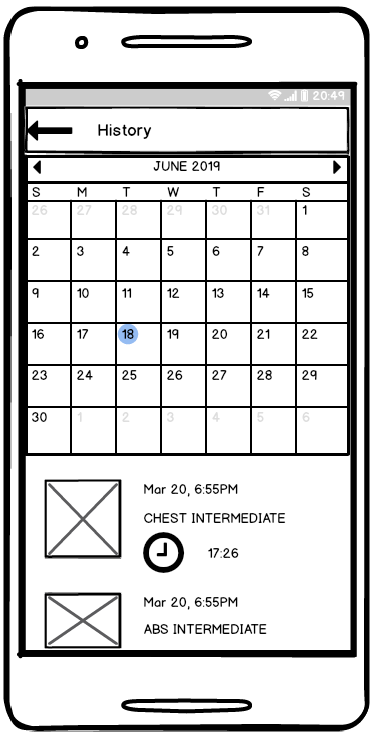 20:49
History
JUNE 2019
S M T W T F S
26 27 28 29 30 31 1
2 3 4 5 6 7 8
9 10 11 12 13 14 15
16 17 18 19 20 21 22
23 24 25 26 27 28 29
30 1 2 3 4 5 6
Mar 20, 6:55PM
CHEST INTERMEDIATE
17:26
Mar 20, 6:55PM
ABS INTERMEDIATE